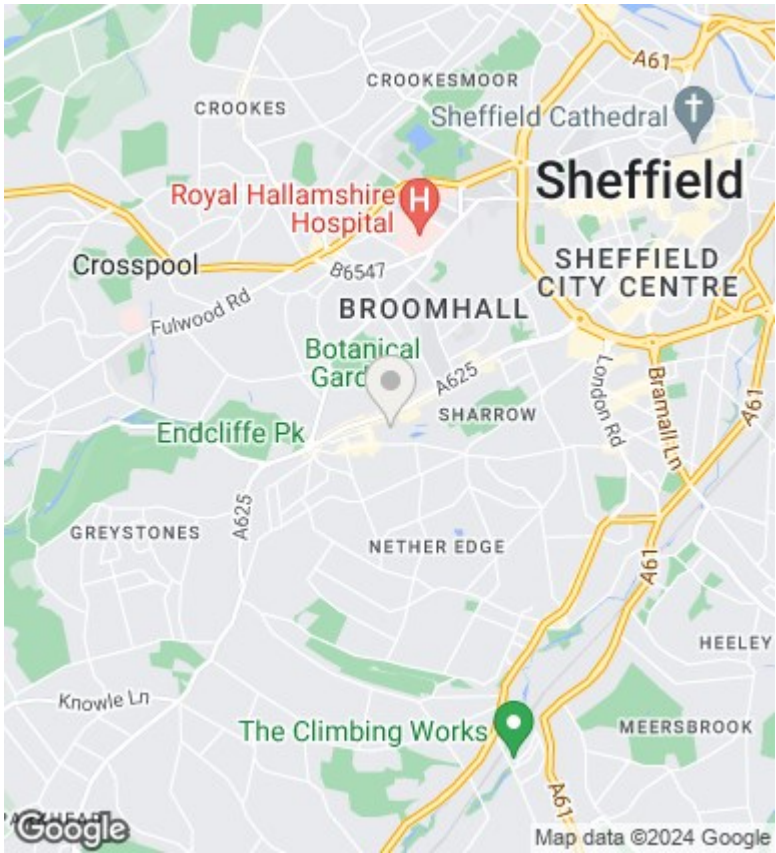 A61
CROOKESMOOR
CROOKES
Sheffield Cathedral
Royal Hallamshire
Hospital
H
Sheffield
Crosspool
B6547
SHEFFIELD
CITY CENTRE
Fulwood Rd
BROOMHALL
Botanical
A625
SHARROW
London Rd
Bramall Ln
A61
Endcliffe Pk
A625
GREYSTONES
NETHER EDGE
A61
HEELEY
Knowle Ln
The Climbing Works
MEERSBROOK
A61
Google
Map data ©2024 Google